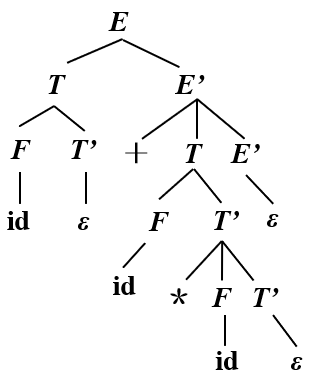 E
T E’
F T’ + T E’
id ε F T’ ε
id * F T’
id ε